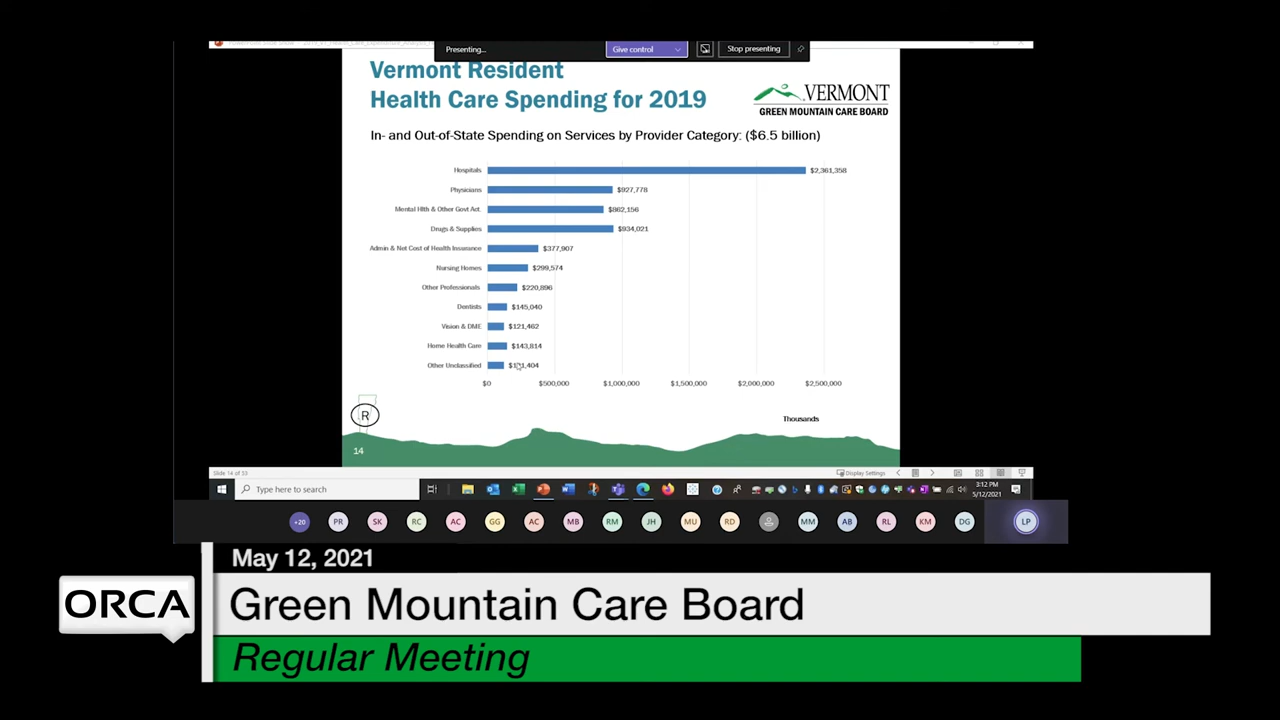 Presenting...
Give control
Stop presenting
Vermont Resident
Health Care Spending for 2019
VERMONT
GREEN MOUNTAIN CARE BOARD
In- and Out-of-State Spending on Services by Provider Category: ($6.5 billion)
Hospitals $2,361,358
Physicians $927,778
Mental Hlth & Other Govt Act. $862,156
Drugs & Supplies $934,021
Admin & Net Cost of Health Insurance $377,907
Nursing Homes $299,574
Other Professionals $220,896
Dentists $145,040
Vision & DME $121,462
Home Health Care $143,814
Other Unclassified
$0 $500,000 $1,000,000 $1,500,000 $2,000,000 $2,500,000
Thousands
R
14
Slide 14 of 33
Display Settings
Type here to search
3:12 PM
5/12/2021
+20 PR SK RC AC GG AC MB RM JH MU RD MM AB RL KM DG LP
May 12, 2021
ORCA
Green Mountain Care Board
Regular Meeting